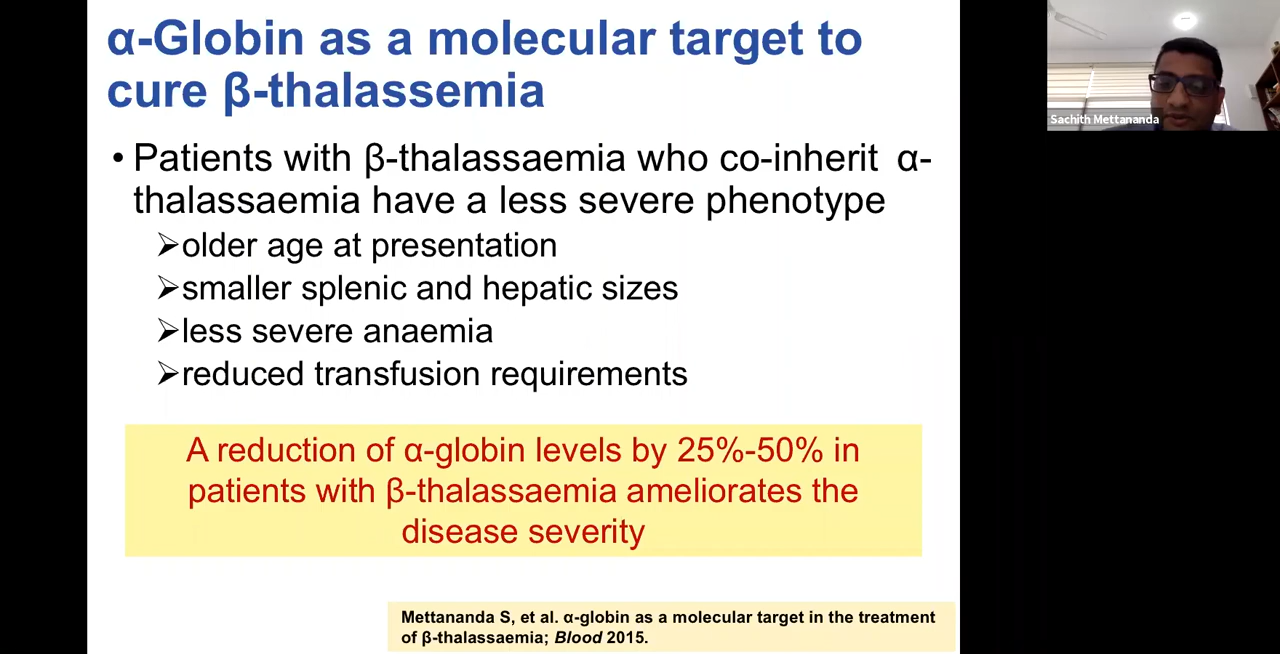 α-Globin as a molecular target to
cure β-thalassemia
• Patients with β-thalassaemia who co-inherit α-
thalassaemia have a less severe phenotype
➢older age at presentation
➢smaller splenic and hepatic sizes
➢less severe anaemia
➢reduced transfusion requirements
A reduction of α-globin levels by 25%-50% in
patients with β-thalassaemia ameliorates the
disease severity
Mettananda S, et al. α-globin as a molecular target in the treatment
of β-thalassaemia; Blood 2015.
Sachith Mettananda